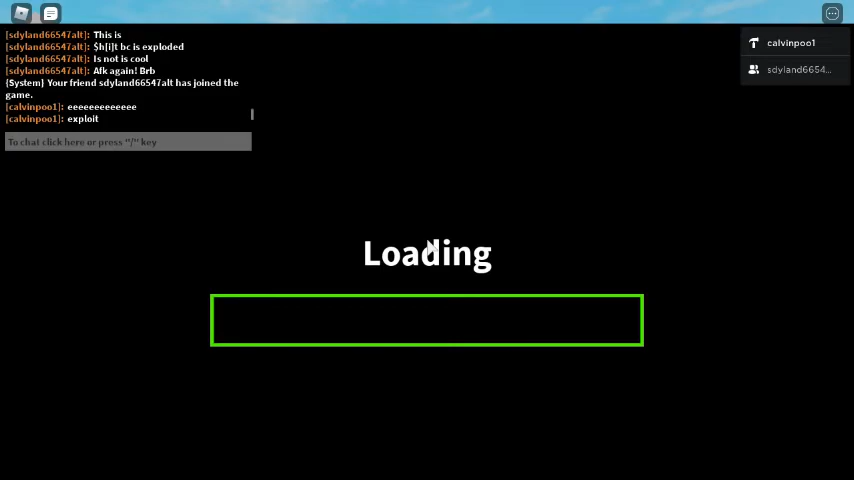 [sdyland66547alt]: This is
[sdyland66547alt]: $h[i]t bc is exploded
[sdyland66547alt]: Is not is cool
[sdyland66547alt]: Afk again! Brb
{System} Your friend sdyland66547alt has joined the
game.
[calvinpoo1]: eeeeeeeeeeeee
[calvinpoo1]: exploit
To chat click here or press "/" key
calvinpoo1
sdyland6654...
Loading